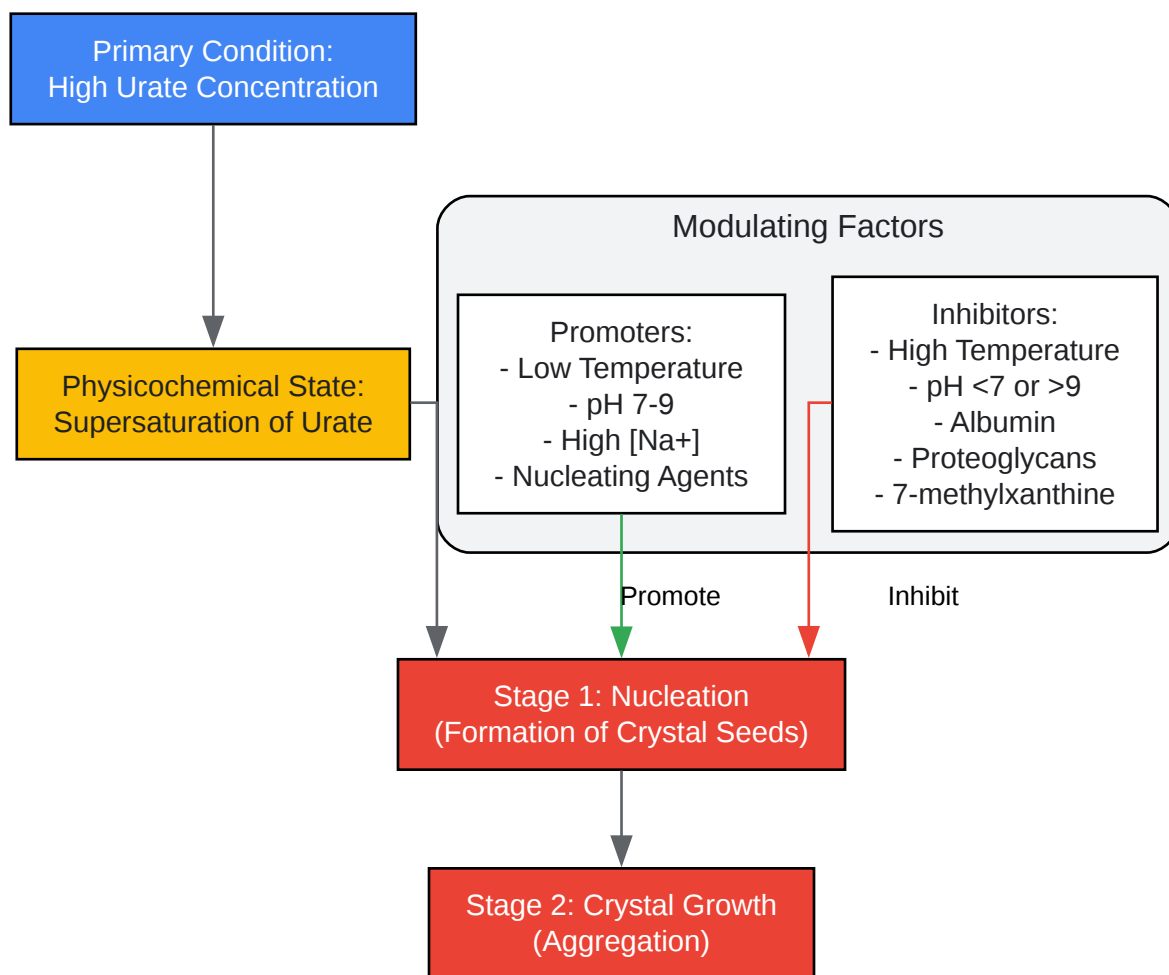 Primary Condition:
High Urate Concentration
Modulating Factors
Physicochemical State:
Supersaturation of Urate
Promoters:
- Low Temperature
- pH 7-9
- High [Na+]
- Nucleating Agents
Inhibitors:
- High Temperature
- pH <7 or >9
- Albumin
- Proteoglycans
- 7-methylxanthine
Promote
Inhibit
Stage 1: Nucleation
(Formation of Crystal Seeds)
Stage 2: Crystal Growth
(Aggregation)